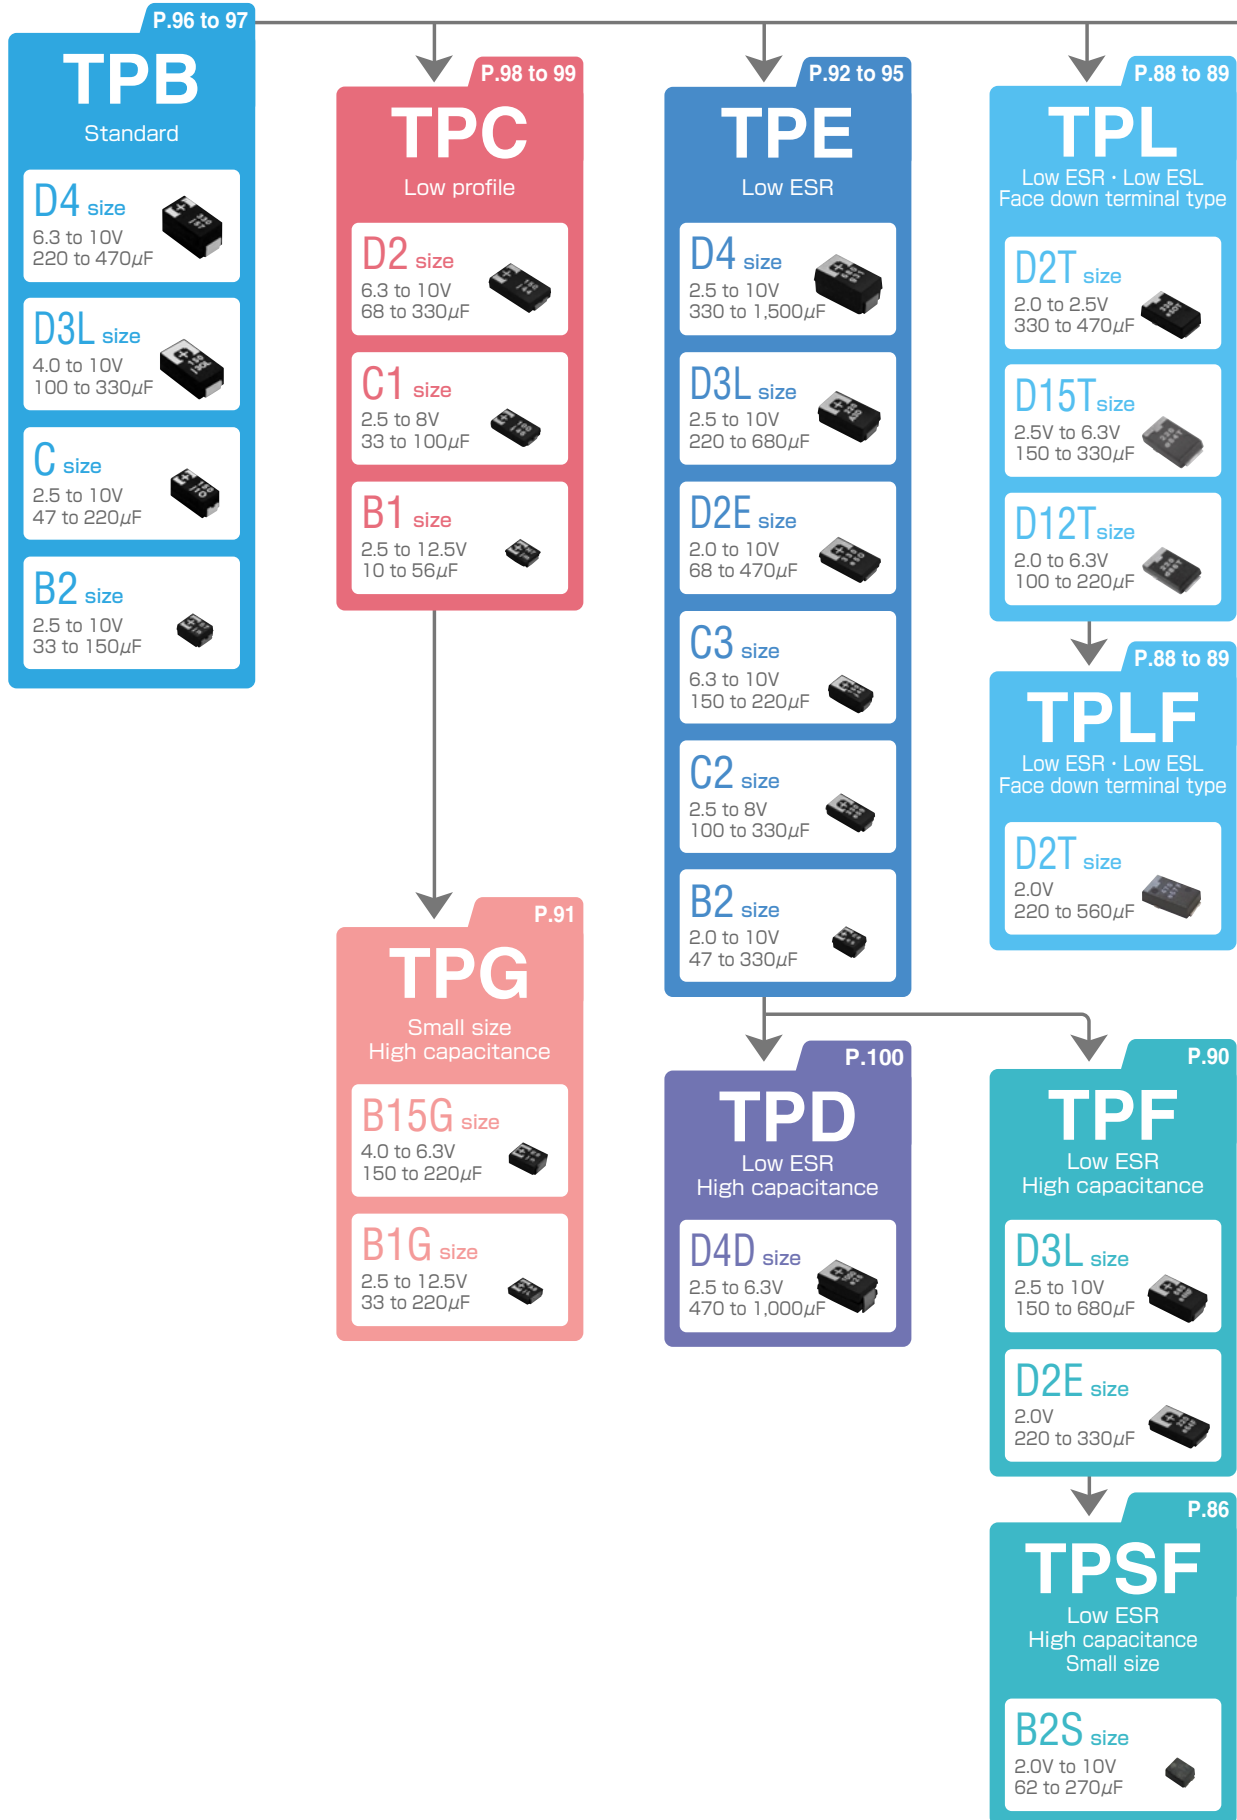 P.96 to 97
TPB
Standard
D4 size
6.3 to 10V
220 to 470μF
D3L size
4.0 to 10V
100 to 330μF
C size
2.5 to 10V
47 to 220μF
B2 size
2.5 to 10V
33 to 150μF
P.98 to 99
TPC
Low profile
D2 size
6.3 to 10V
68 to 330μF
C1 size
2.5 to 8V
33 to 100μF
B1 size
2.5 to 12.5V
10 to 56μF
P.91
TPG
Small size
High capacitance
B15G size
4.0 to 6.3V
150 to 220μF
B1G size
2.5 to 12.5V
33 to 220μF
P.92 to 95
TPE
Low ESR
D4 size
2.5 to 10V
330 to 1,500μF
D3L size
2.5 to 10V
220 to 680μF
D2E size
2.0 to 10V
68 to 470μF
C3 size
6.3 to 10V
150 to 220μF
C2 size
2.5 to 8V
100 to 330μF
B2 size
2.0 to 10V
47 to 330μF
P.100
TPD
Low ESR
High capacitance
D4D size
2.5 to 6.3V
470 to 1,000μF
P.88 to 89
TPL
Low ESR・Low ESL
Face down terminal type
D2T size
2.0 to 2.5V
330 to 470μF
D15T size
2.5V to 6.3V
150 to 330μF
D12T size
2.0 to 6.3V
100 to 220μF
P.88 to 89
TPLF
Low ESR・Low ESL
Face down terminal type
D2T size
2.0V
220 to 560μF
P.90
TPF
Low ESR
High capacitance
D3L size
2.5 to 10V
150 to 680μF
D2E size
2.0V
220 to 330μF
P.86
TPSF
Low ESR
High capacitance
Small size
B2S size
2.0V to 10V
62 to 270μF